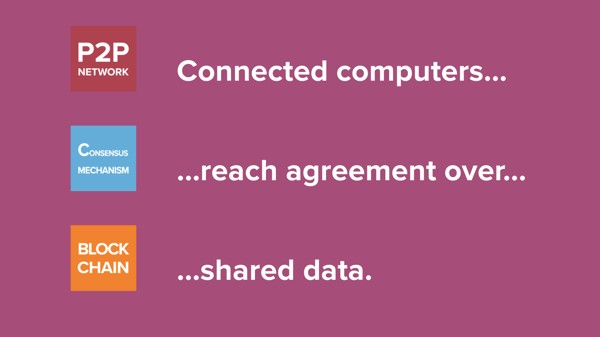 P2P
NETWORK
Connected computers...
CONSENSUS
MECHANISM
...reach agreement over...
BLOCK
CHAIN
...shared data.